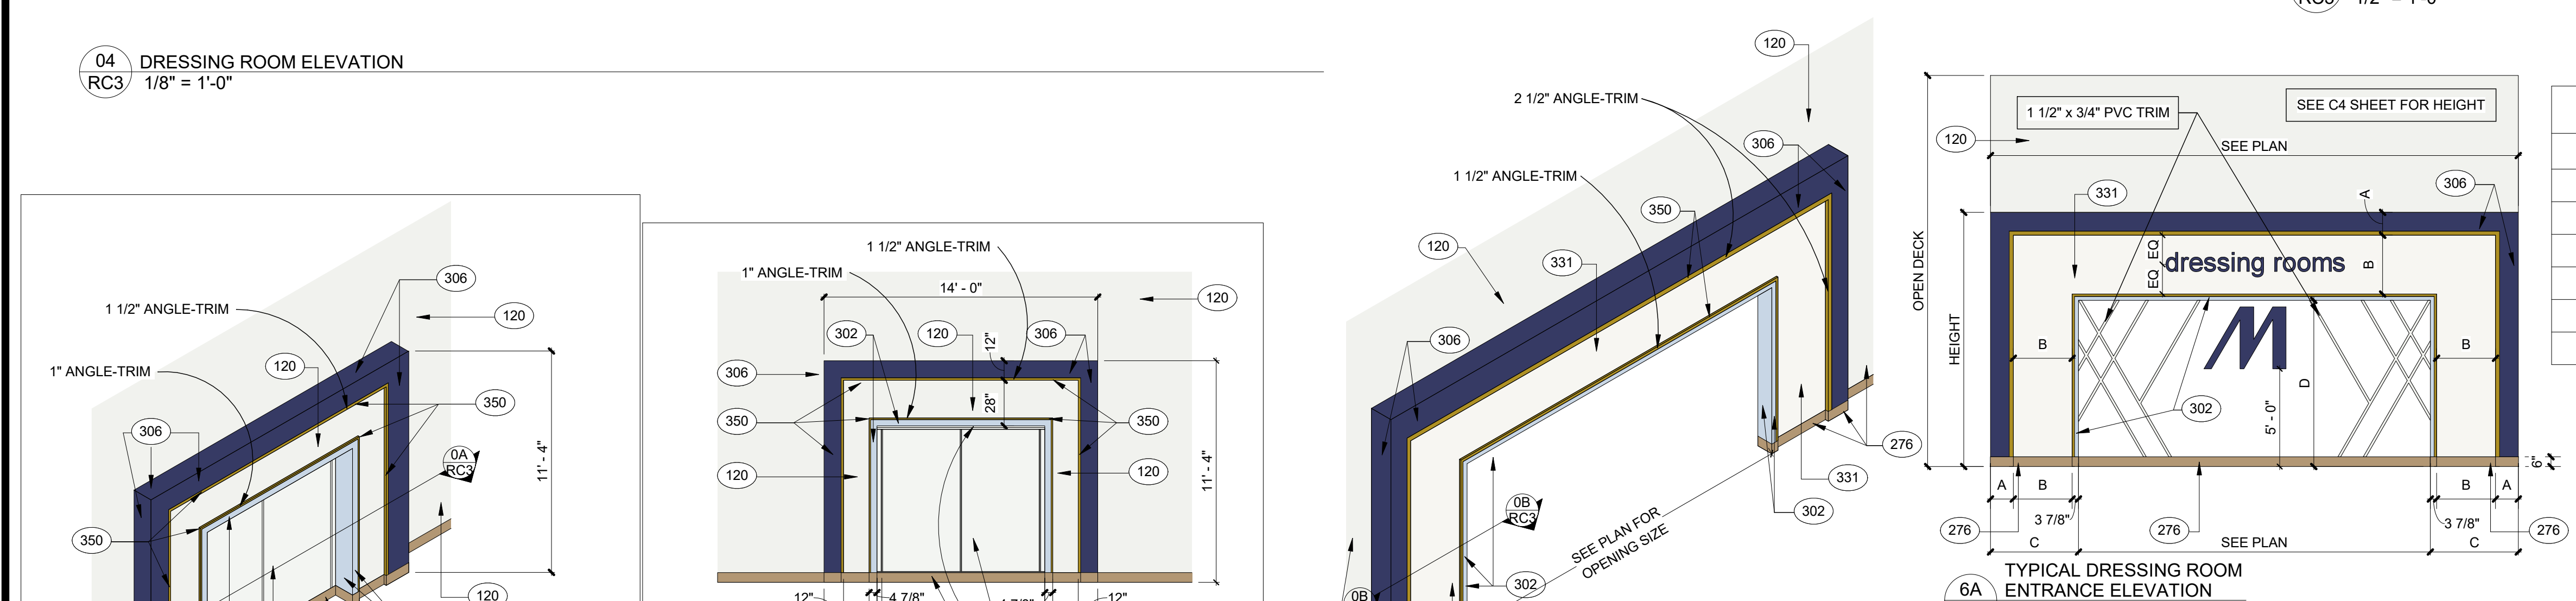 04
RC3
DRESSING ROOM ELEVATION
1/8" = 1'-0"
306
1 1/2" ANGLE-TRIM
120
120
1" ANGLE-TRIM
350
306
0A
RC3
11' - 4"
350
120
1 1/2" ANGLE-TRIM
1" ANGLE-TRIM
14' - 0"
120
302
120
12"
306
306
28"
350
350
120
120
11' - 4"
12"
4 7/8"
12"
120
2 1/2" ANGLE-TRIM
306
1 1/2" ANGLE-TRIM
350
120
331
306
276
331
302
0B
RC3
SEE PLAN FOR
OPENING SIZE
302
0B
1 1/2" x 3/4" PVC TRIM
SEE C4 SHEET FOR HEIGHT
120
SEE PLAN
OPEN DECK
331
306
A
HEIGHT
EQ
EQ
dressing rooms
B
M
B
B
D
302
5' - 0"
6"
A
B
B
A
3 7/8"
3 7/8"
276
276
276
C
SEE PLAN
C
6A
TYPICAL DRESSING ROOM
ENTRANCE ELEVATION